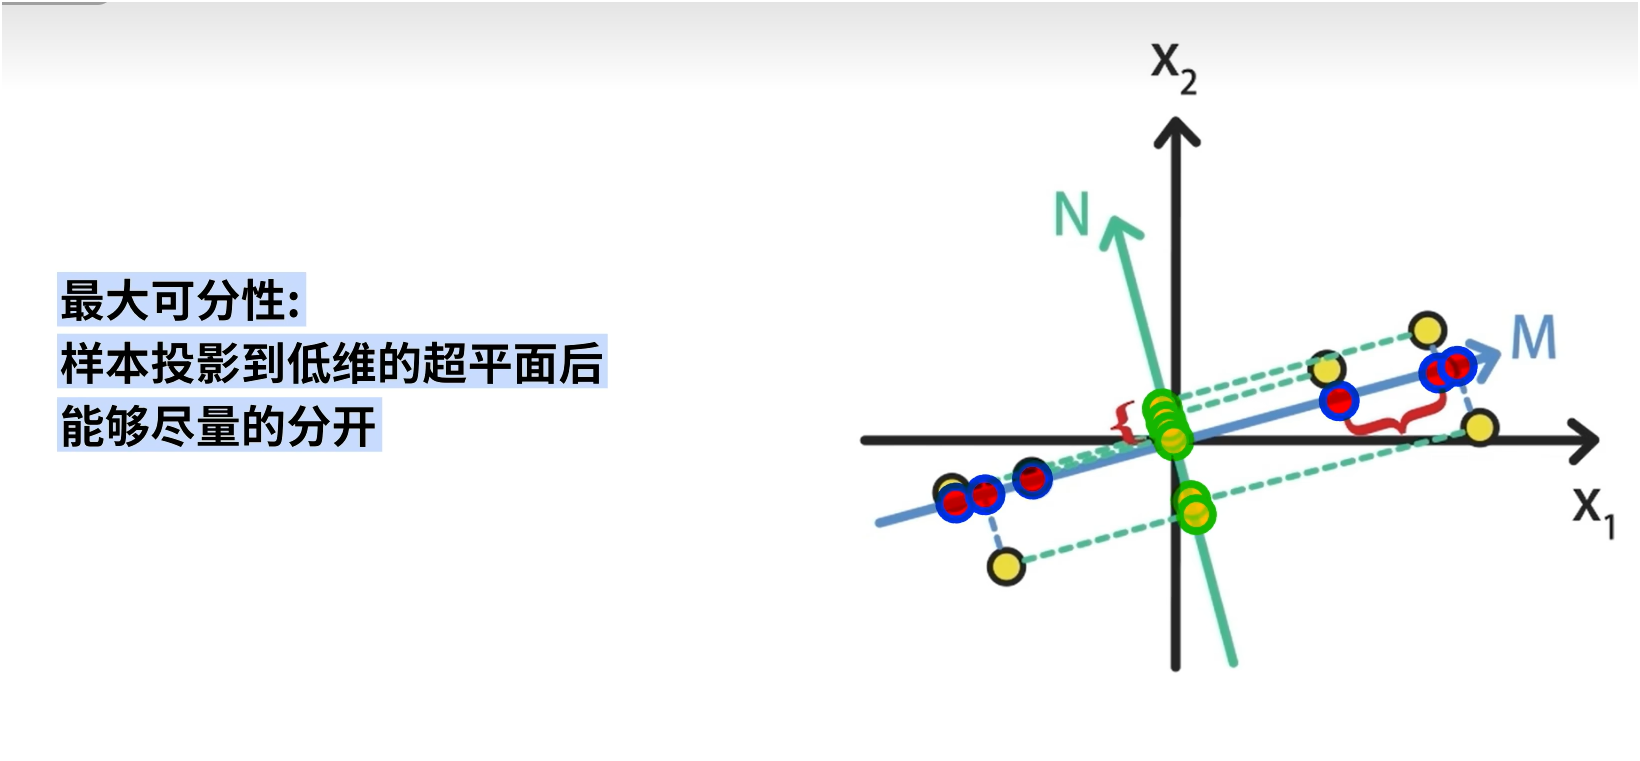 最大可分性:
样本投影到低维的超平面后
能够尽量的分开
X₂
N
M
X₁